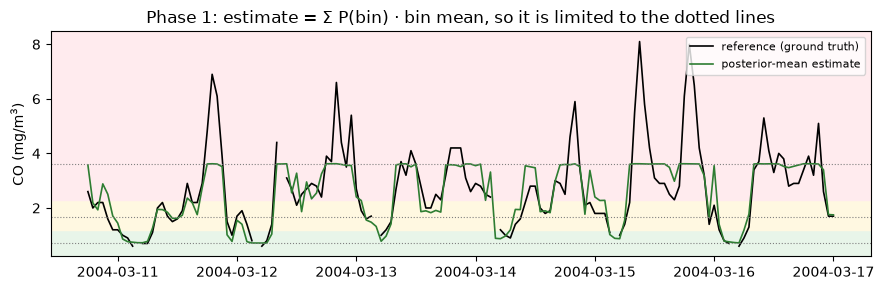 Phase 1: estimate = Σ P(bin) · bin mean, so it is limited to the dotted lines
8
6
4
2
CO (mg/m³)
reference (ground truth)
posterior-mean estimate
2004-03-11 2004-03-12 2004-03-13 2004-03-14 2004-03-15 2004-03-16 2004-03-17